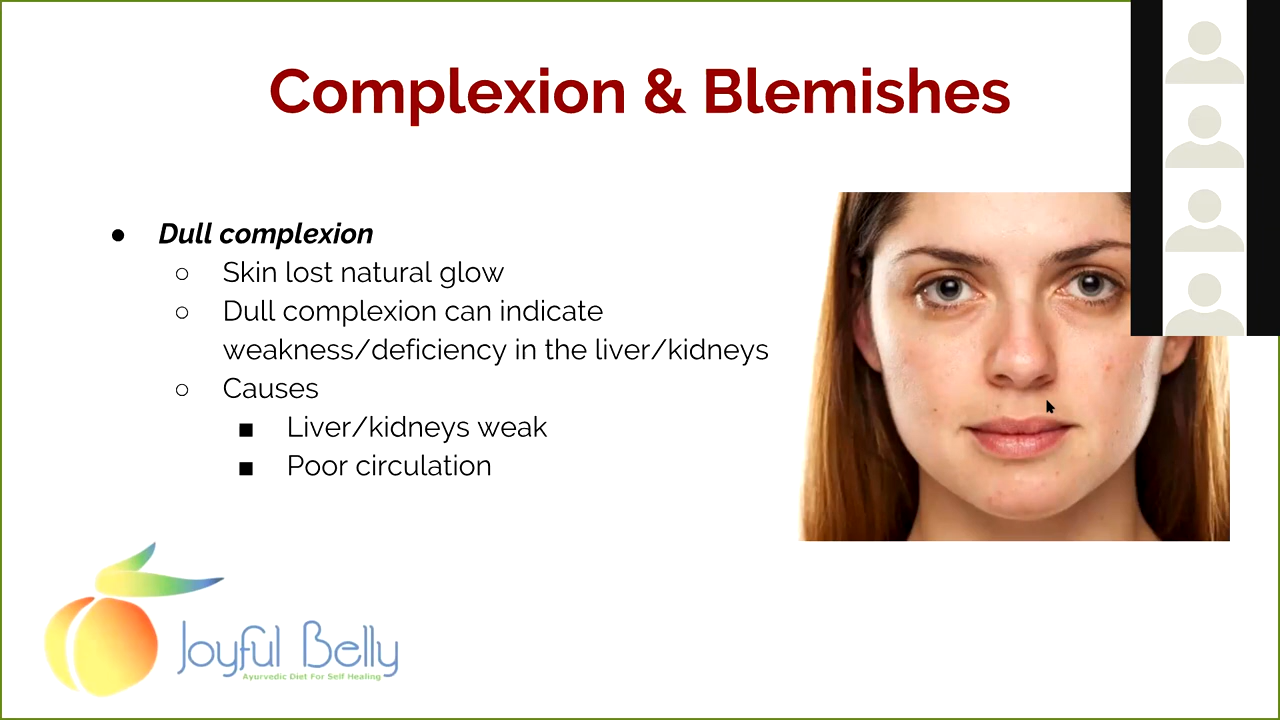 Complexion & Blemishes
● Dull complexion
○ Skin lost natural glow
○ Dull complexion can indicate
weakness/deficiency in the liver/kidneys
○ Causes
■ Liver/kidneys weak
■ Poor circulation
Joyful Belly
Ayurvedic Diet For Self Healing